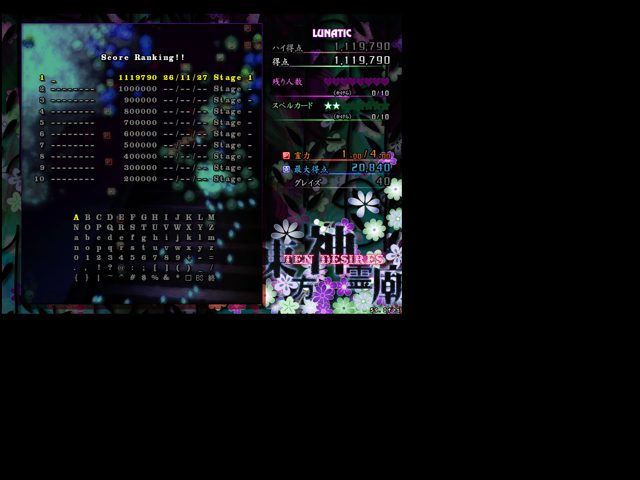 Score Ranking!!
1 _ 1119790 26/11/27 Stage 1
2 -------- 1000000 --/--/-- Stage -
3 -------- 900000 --/--/-- Stage -
4 -------- 800000 --/--/-- Stage -
5 -------- 700000 --/--/-- Stage -
6 -------- 600000 --/--/-- Stage -
7 -------- 500000 --/--/-- Stage -
8 -------- 400000 --/--/-- Stage -
9 -------- 300000 --/--/-- Stage -
10 -------- 200000 --/--/-- Stage -
A B C D E F G H I J K L M
N O P Q R S T U V W X Y Z
a b c d e f g h i j k l m
n o p q r s t u v w x y z
0 1 2 3 4 5 6 7 8 9 + - =
. , ! ? @ : ; [ ] ( ) _ /
{ } | ~ ^ # $ % & *
LUNATIC
ハイ得点 1,119,790
得点 1,119,790
残り人数
0/10
スペルカード ★★
0/10
霊力 1.00/4.00
最大得点 20,840
グレイズ 40
東方神霊廟
TEN DESIRES